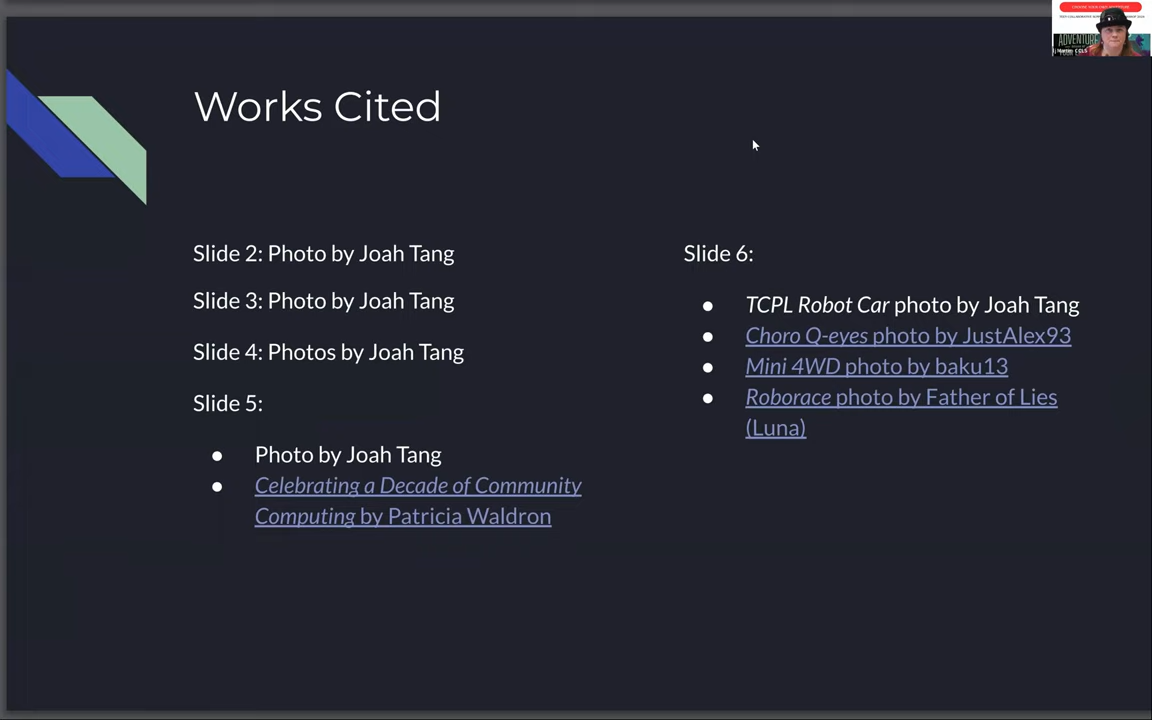 Works Cited
Slide 2: Photo by Joah Tang
Slide 3: Photo by Joah Tang
Slide 4: Photos by Joah Tang
Slide 5:
● Photo by Joah Tang
● Celebrating a Decade of Community
Computing by Patricia Waldron
Slide 6:
● TCPL Robot Car photo by Joah Tang
● Choro Q-eyes photo by JustAlex93
● Mini 4WD photo by baku13
● Roborace photo by Father of Lies
(Luna)
ADVENTURE